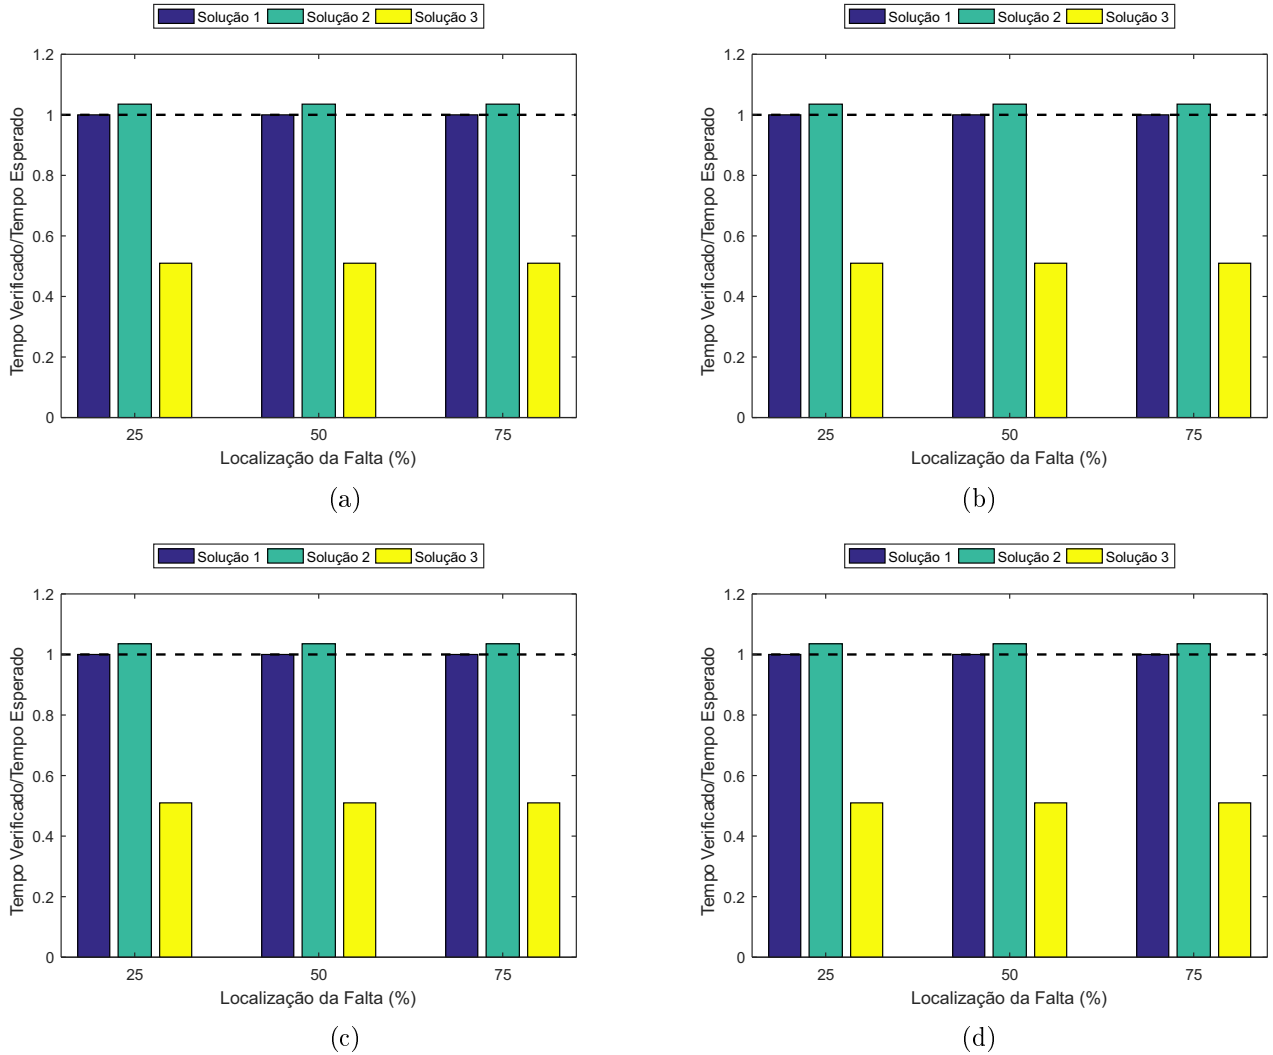 Solução 1 Solução 2 Solução 3
1.2
1
0.8
0.6
0.4
0.2
0
Tempo Verificado/Tempo Esperado
25 50 75
Localização da Falta (%)
(a)
Solução 1 Solução 2 Solução 3
1.2
1
0.8
0.6
0.4
0.2
0
Tempo Verificado/Tempo Esperado
25 50 75
Localização da Falta (%)
(b)
Solução 1 Solução 2 Solução 3
1.2
1
0.8
0.6
0.4
0.2
0
Tempo Verificado/Tempo Esperado
25 50 75
Localização da Falta (%)
(c)
Solução 1 Solução 2 Solução 3
1.2
1
0.8
0.6
0.4
0.2
0
Tempo Verificado/Tempo Esperado
25 50 75
Localização da Falta (%)
(d)